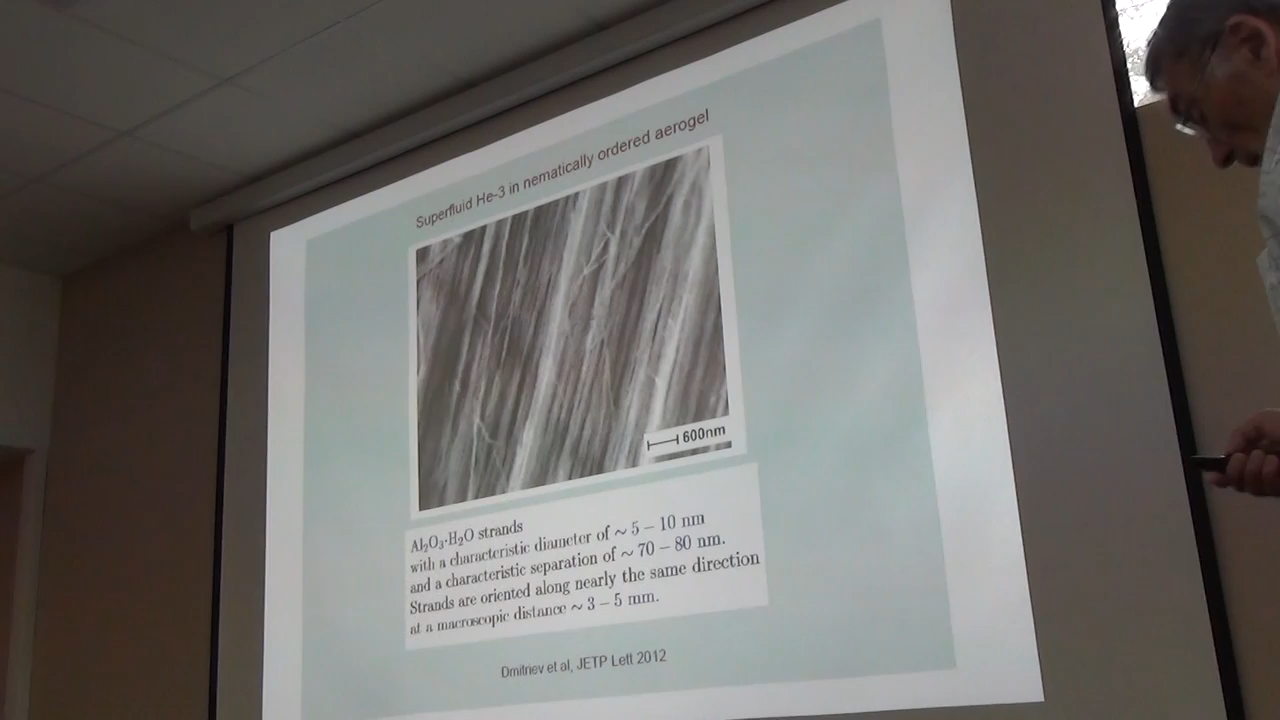 Superfluid He-3 in nematically ordered aerogel
600nm
Al₂O₃·H₂O strands
with a characteristic diameter of ∼ 5 – 10 nm
and a characteristic separation of ∼ 70 – 80 nm.
Strands are oriented along nearly the same direction
at a macroscopic distance ∼ 3 – 5 mm.
Dmitriev et al, JETP Lett 2012